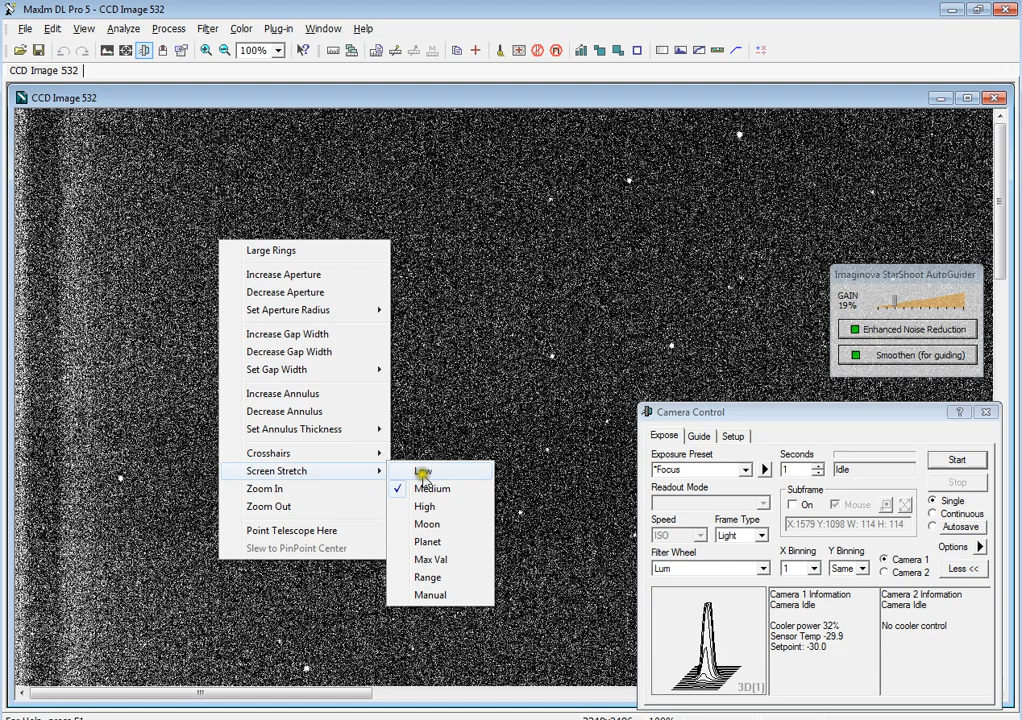 MaxIm DL Pro 5 - CCD Image 532
File Edit View Analyze Process Filter Color Plug-in Window Help
100%
CCD Image 532
CCD Image 532
Large Rings
Increase Aperture
Decrease Aperture
Set Aperture Radius
Increase Gap Width
Decrease Gap Width
Set Gap Width
Increase Annulus
Decrease Annulus
Set Annulus Thickness
Crosshairs
Screen Stretch
Zoom In
Zoom Out
Point Telescope Here
Slew to PinPoint Center
Low
Medium
High
Moon
Planet
Max Val
Range
Manual
Imaginova StarShoot AutoGuider
GAIN
19%
Enhanced Noise Reduction
Smoothen (for guiding)
Camera Control
Expose Guide Setup
Exposure Preset Seconds
*Focus 1 Idle Start
Readout Mode Subframe Stop
On Mouse Single
X:1579 Y:1098 W: 114 H: 114 Continuous
Speed Frame Type Autosave
ISO Light
Filter Wheel X Binning Y Binning Camera 1 Options
Lum 1 Same Camera 2 Less <<
Camera 1 Information
Camera Idle
Cooler power 32%
Sensor Temp -29.9
Setpoint: -30.0
Camera 2 Information
Camera Idle
No cooler control
3D[1]
For Help, press F1
100%